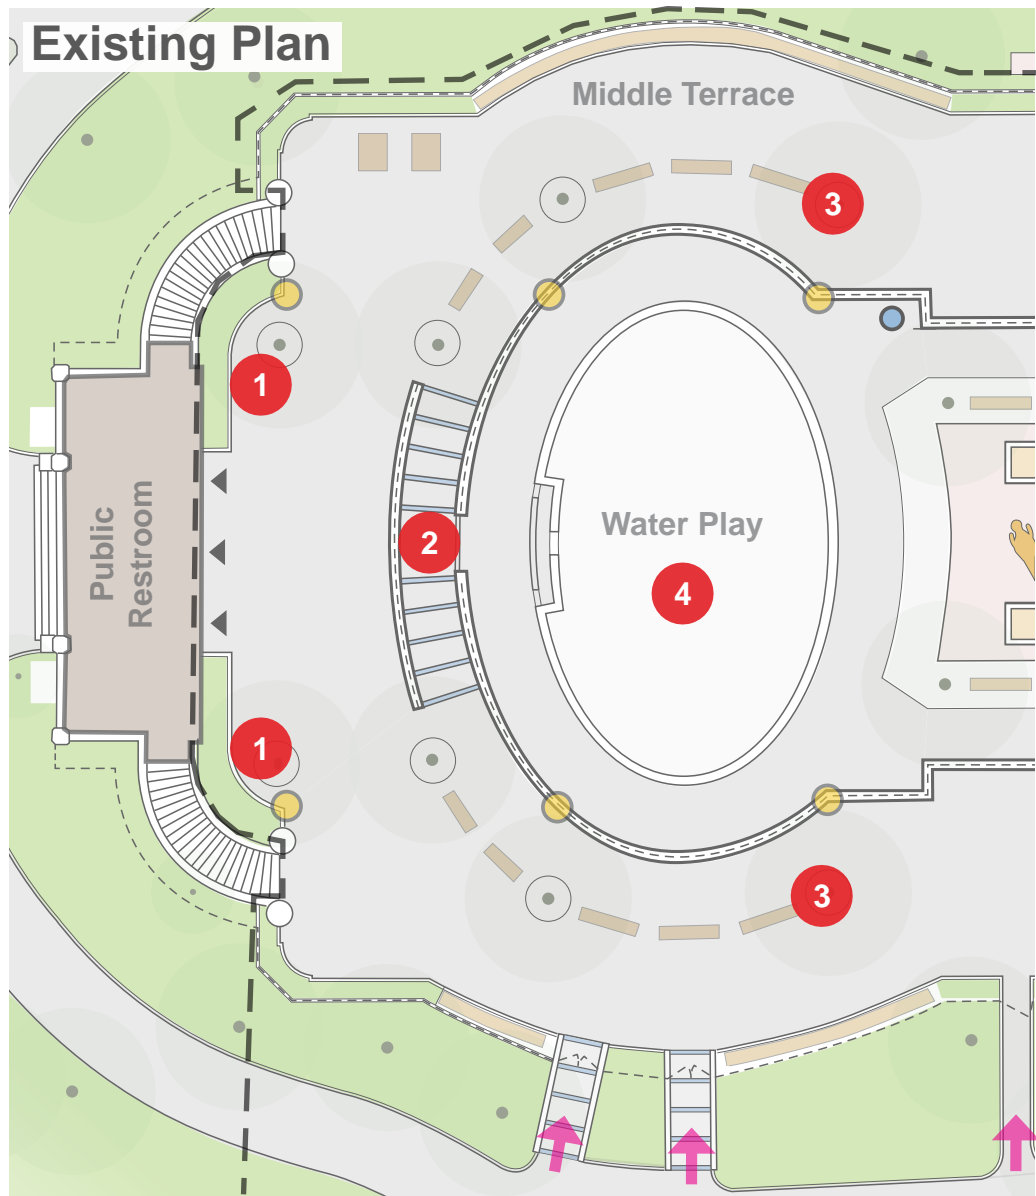 Existing Plan
Middle Terrace
3
1
Public
Restroom
2
Water Play
4
1
3